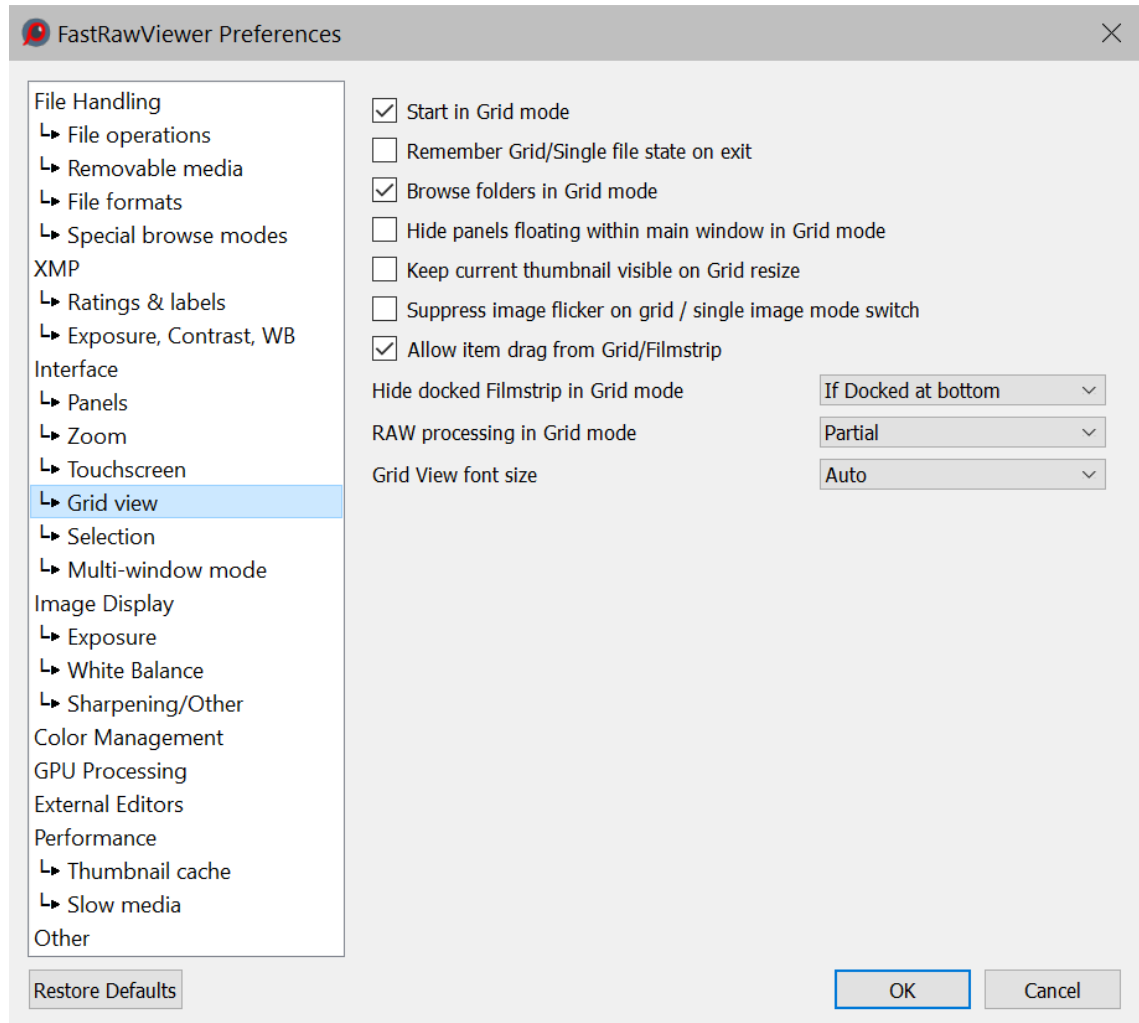 FastRawViewer Preferences
File Handling
File operations
Removable media
File formats
Special browse modes
XMP
Ratings & labels
Exposure, Contrast, WB
Interface
Panels
Zoom
Touchscreen
Grid view
Selection
Multi-window mode
Image Display
Exposure
White Balance
Sharpening/Other
Color Management
GPU Processing
External Editors
Performance
Thumbnail cache
Slow media
Other
Start in Grid mode
Remember Grid/Single file state on exit
Browse folders in Grid mode
Hide panels floating within main window in Grid mode
Keep current thumbnail visible on Grid resize
Suppress image flicker on grid / single image mode switch
Allow item drag from Grid/Filmstrip
Hide docked Filmstrip in Grid mode If Docked at bottom
RAW processing in Grid mode Partial
Grid View font size Auto
Restore Defaults OK Cancel